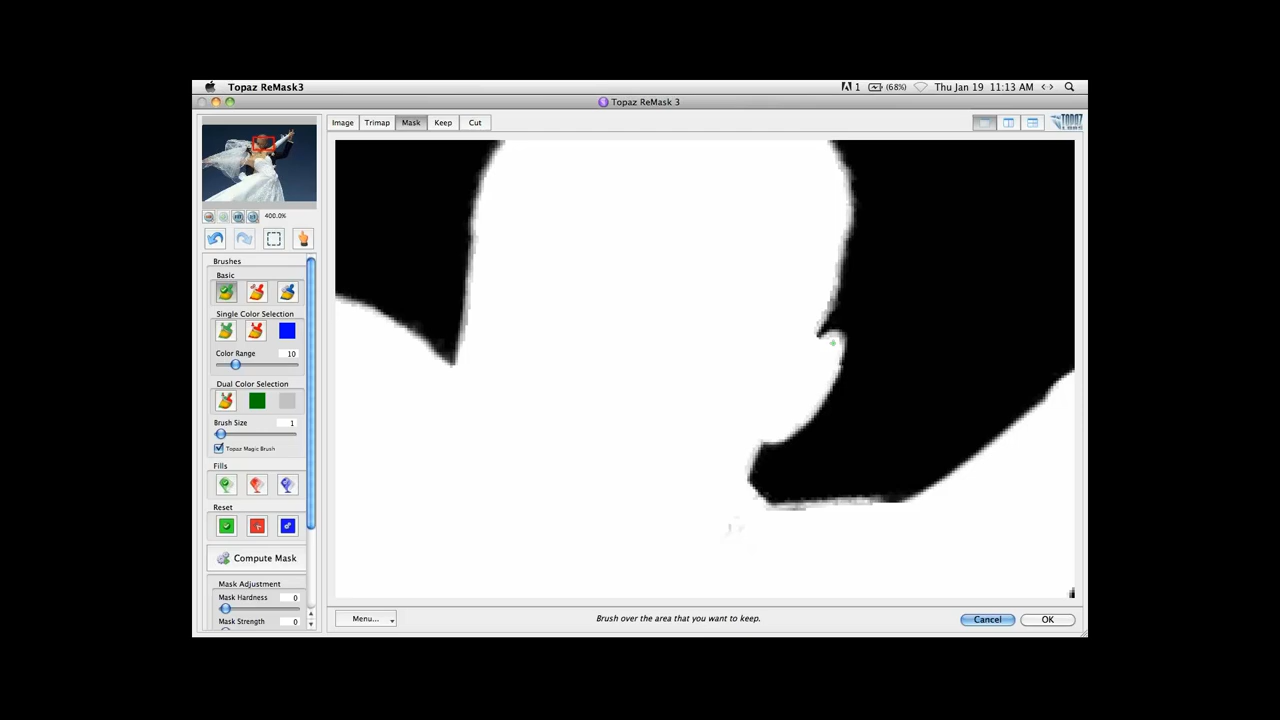 Topaz ReMask3
1 (68%) Thu Jan 19 11:13 AM
Topaz ReMask 3
Image Trimap Mask Keep Cut
TOPAZ
LABS
400.0%
Brushes
Basic
Single Color Selection
Color Range 10
Dual Color Selection
Brush Size 1
Topaz Magic Brush
Fills
Reset
Compute Mask
Mask Adjustment
Mask Hardness 0
Mask Strength 0
Menu...
Brush over the area that you want to keep.
Cancel OK